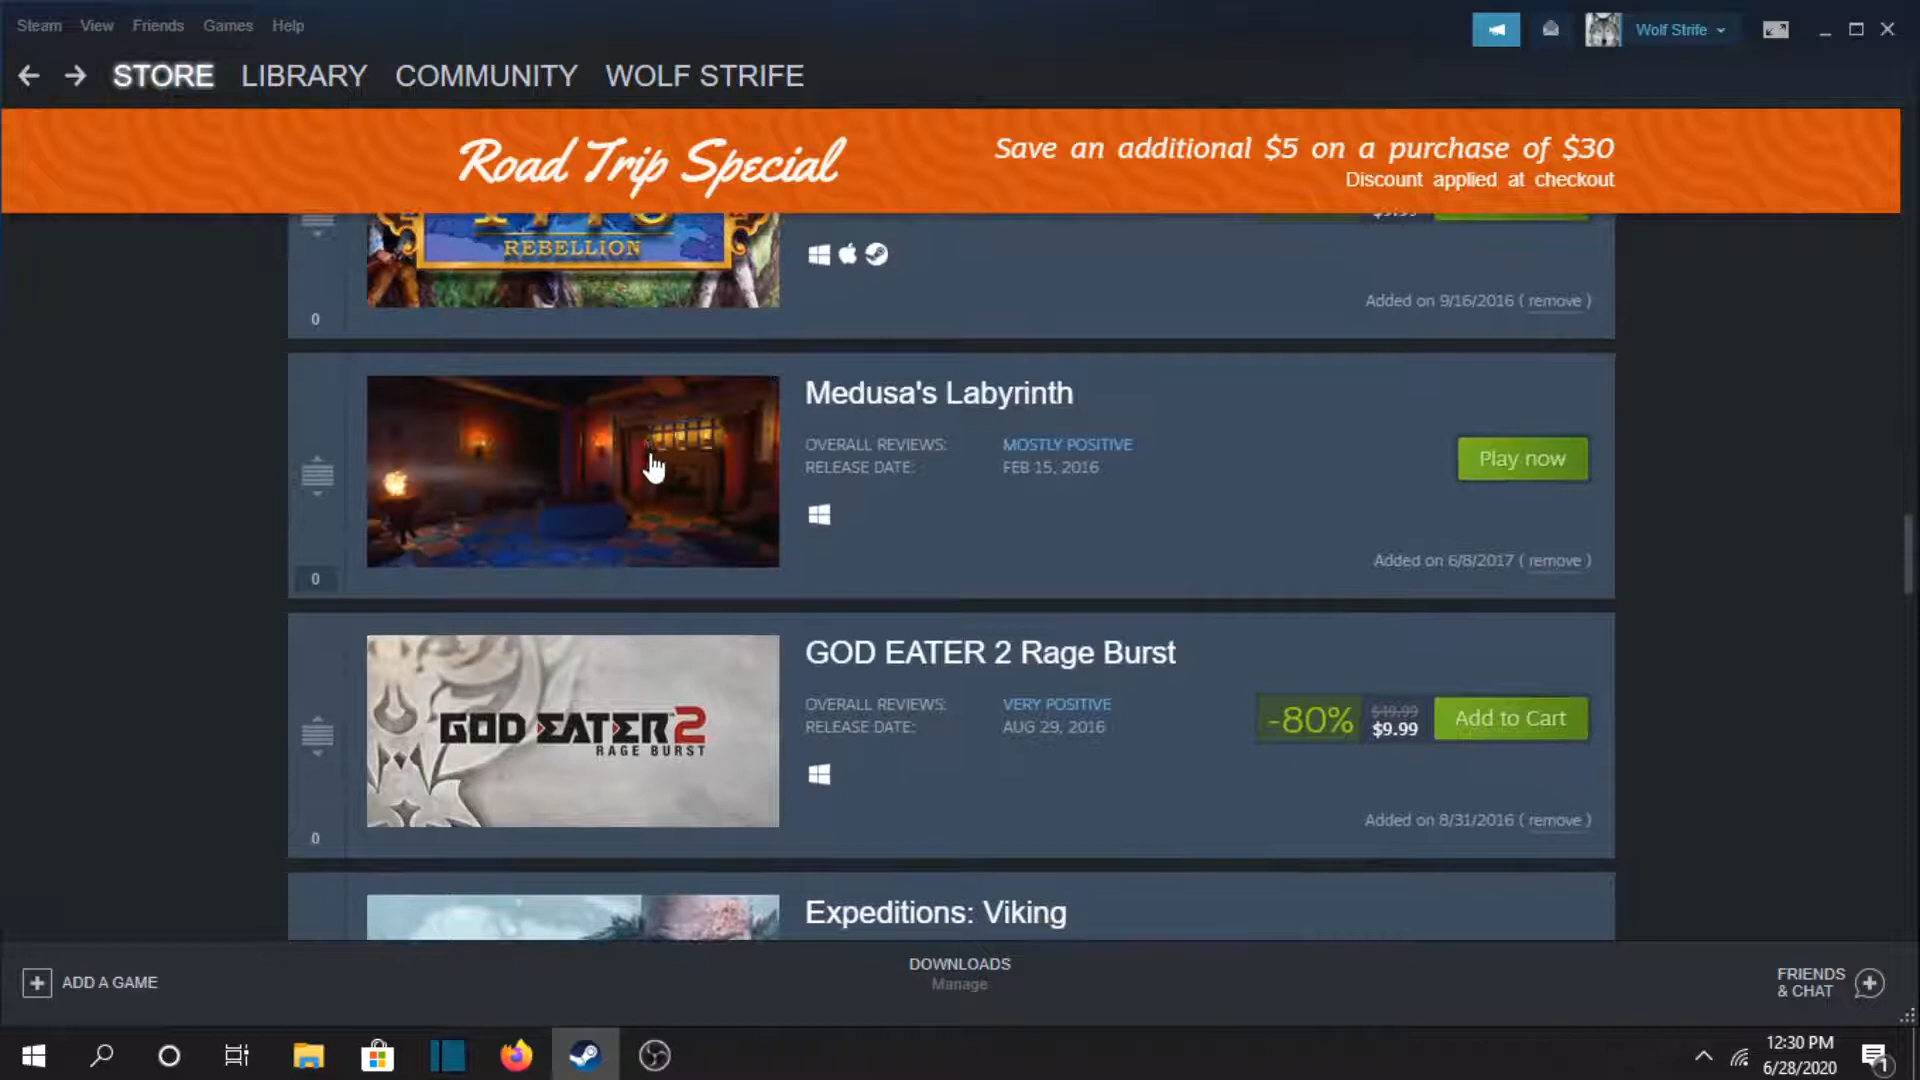 Steam View Friends Games Help
Wolf Strife
STORE LIBRARY COMMUNITY WOLF STRIFE
Road Trip Special
Save an additional $5 on a purchase of $30
Discount applied at checkout
REBELLION
$9.99
Added on 9/16/2016 ( remove )
0
Medusa's Labyrinth
OVERALL REVIEWS: MOSTLY POSITIVE
RELEASE DATE: FEB 15, 2016
Play now
Added on 6/8/2017 ( remove )
0
GOD EATER 2 Rage Burst
GOD EATER 2
RAGE BURST
OVERALL REVIEWS: VERY POSITIVE
RELEASE DATE: AUG 29, 2016
-80% $49.99 $9.99 Add to Cart
Added on 8/31/2016 ( remove )
0
Expeditions: Viking
ADD A GAME
DOWNLOADS
Manage
FRIENDS
& CHAT
12:30 PM
6/28/2020
1